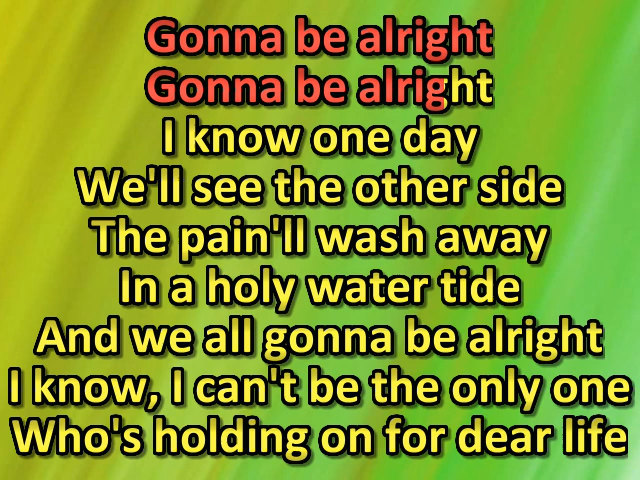 Gonna be alright
Gonna be alright
I know one day
We'll see the other side
The pain'll wash away
In a holy water tide
And we all gonna be alright
I know, I can't be the only one
Who's holding on for dear life